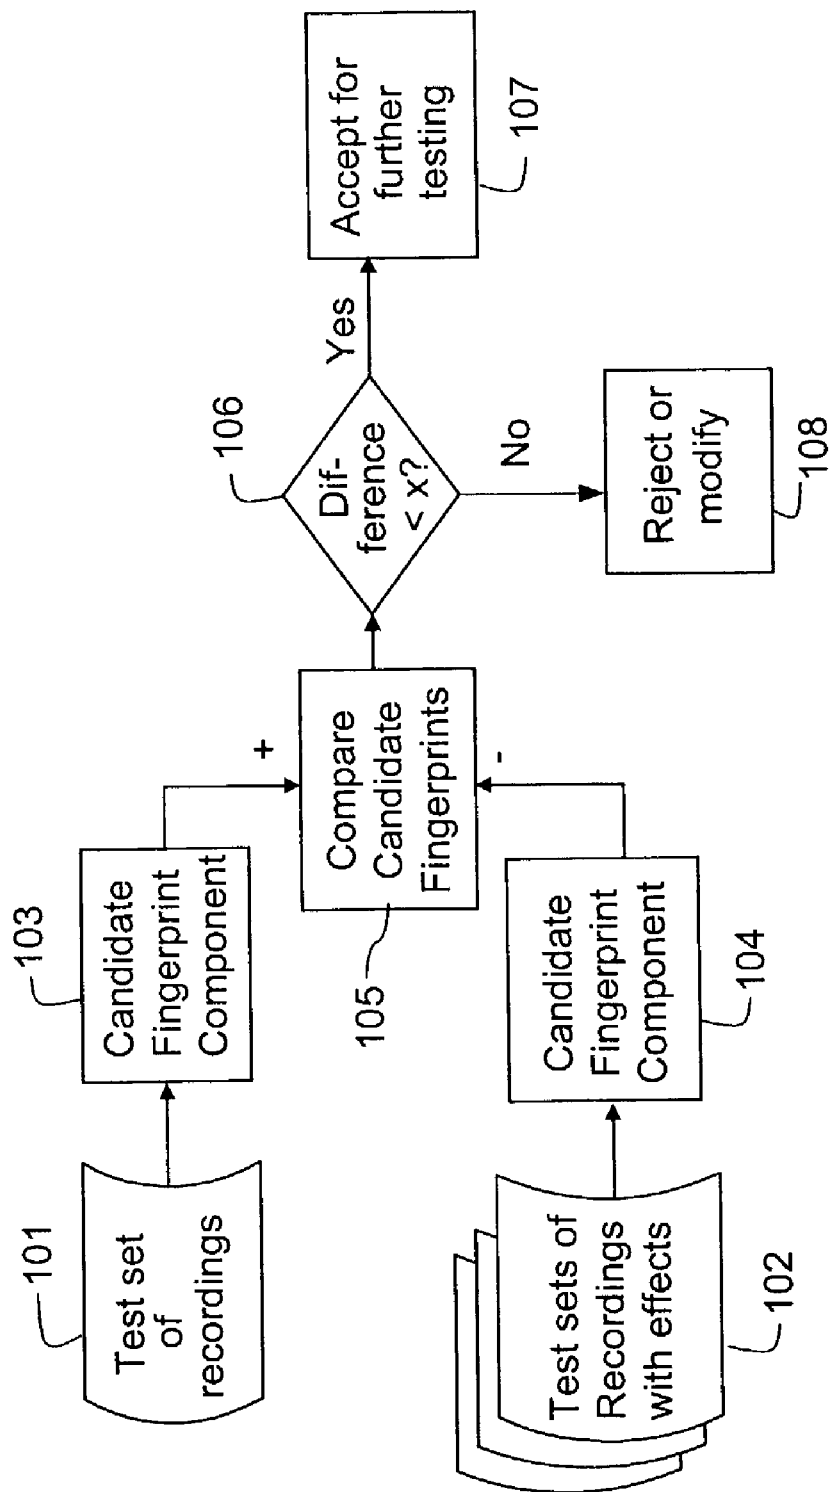 101
Test set
of
recordings
103
Candidate
Fingerprint
Component
+
102
Test sets of
Recordings
with effects
104
Candidate
Fingerprint
Component
-
105
Compare
Candidate
Fingerprints
106
Dif-
ference
< x?
Yes
No
107
Accept for
further
testing
108
Reject or
modify